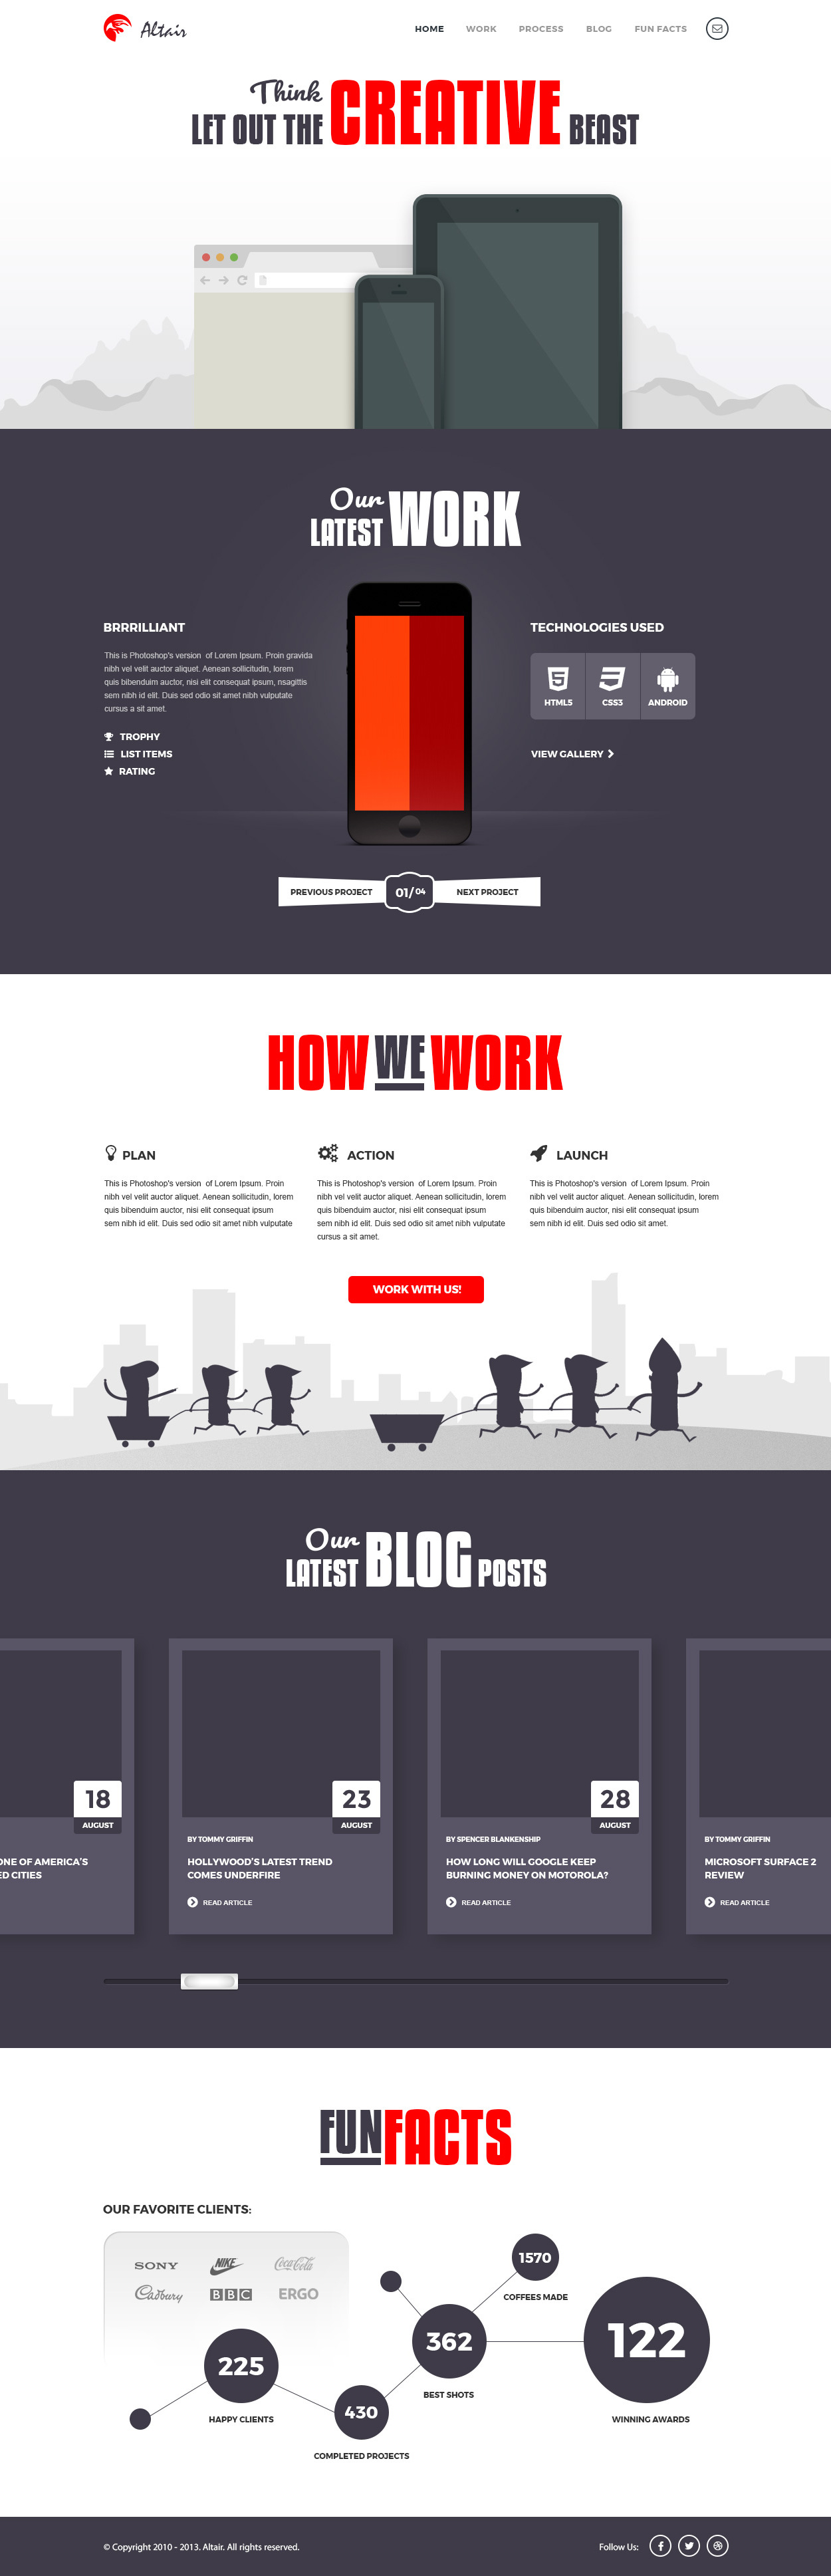 Altair
HOME WORK PROCESS BLOG FUN FACTS
Think
LET OUT THE CREATIVE BEAST
Our
LATEST WORK
BRRRILLIANT
This is Photoshop's version of Lorem Ipsum. Proin gravida
nibh vel velit auctor aliquet. Aenean sollicitudin, lorem
quis bibendum auctor, nisi elit consequat ipsum, nsagittis
sem nibh id elit. Duis sed odio sit amet nibh vulputate
cursus a sit amet.
TROPHY
LIST ITEMS
RATING
TECHNOLOGIES USED
HTML5 CSS3 ANDROID
VIEW GALLERY
PREVIOUS PROJECT 01/04 NEXT PROJECT
HOW WE WORK
PLAN
This is Photoshop's version of Lorem Ipsum. Proin
nibh vel velit auctor aliquet. Aenean sollicitudin, lorem
quis bibendum auctor, nisi elit consequat ipsum
sem nibh id elit. Duis sed odio sit amet nibh vulputate
ACTION
This is Photoshop's version of Lorem Ipsum. Proin
nibh vel velit auctor aliquet. Aenean sollicitudin, lorem
quis bibendum auctor, nisi elit consequat ipsum
sem nibh id elit. Duis sed odio sit amet nibh vulputate
cursus a sit amet.
LAUNCH
This is Photoshop's version of Lorem Ipsum. Proin
nibh vel velit auctor aliquet. Aenean sollicitudin, lorem
quis bibendum auctor, nisi elit consequat ipsum
sem nibh id elit. Duis sed odio sit amet.
WORK WITH US!
Our
LATEST BLOG POSTS
18
AUGUST
ONE OF AMERICA'S
ED CITIES
23
AUGUST
BY TOMMY GRIFFIN
HOLLYWOOD'S LATEST TREND
COMES UNDERFIRE
READ ARTICLE
28
AUGUST
BY SPENCER BLANKENSHIP
HOW LONG WILL GOOGLE KEEP
BURNING MONEY ON MOTOROLA?
READ ARTICLE
BY TOMMY GRIFFIN
MICROSOFT SURFACE 2
REVIEW
READ ARTICLE
FUN FACTS
OUR FAVORITE CLIENTS:
SONY NIKE Coca-Cola
Cadbury BBC ERGO
225
HAPPY CLIENTS
430
COMPLETED PROJECTS
362
BEST SHOTS
1570
COFFEES MADE
122
WINNING AWARDS
© Copyright 2010 - 2013. Altair. All rights reserved.
Follow Us: